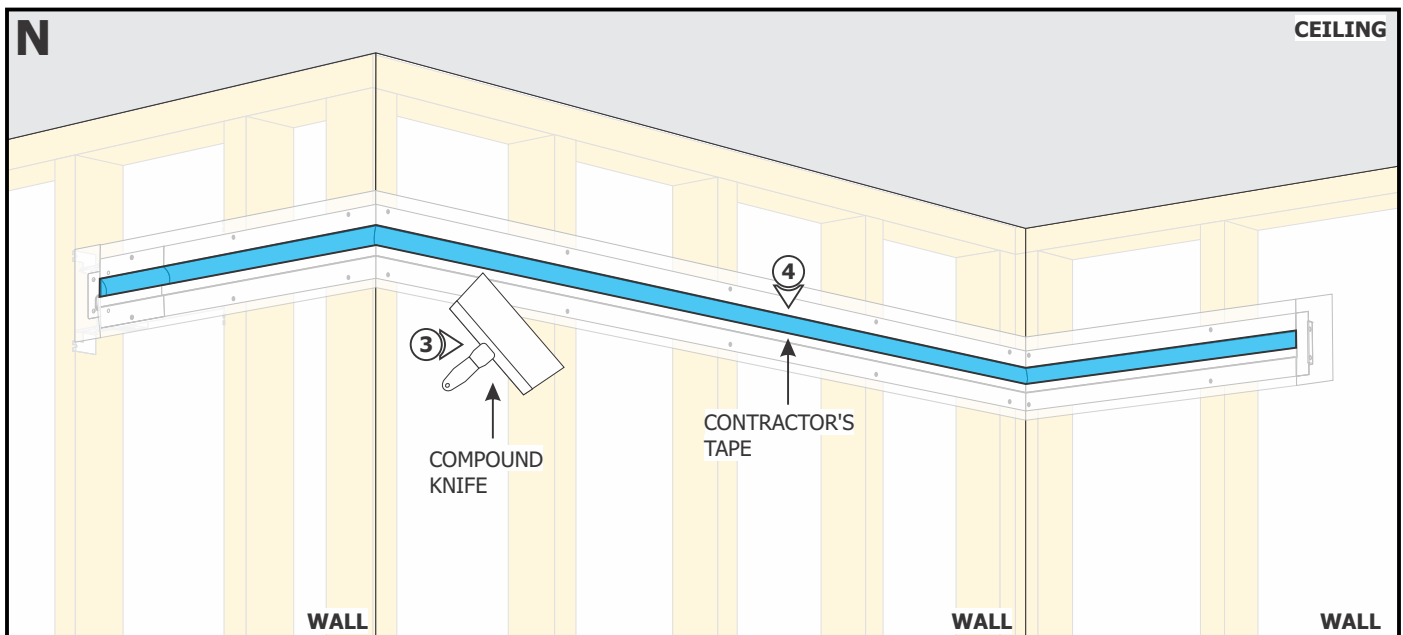 N
CEILING
4
3
CONTRACTOR'S
TAPE
COMPOUND
KNIFE
WALL
WALL
WALL